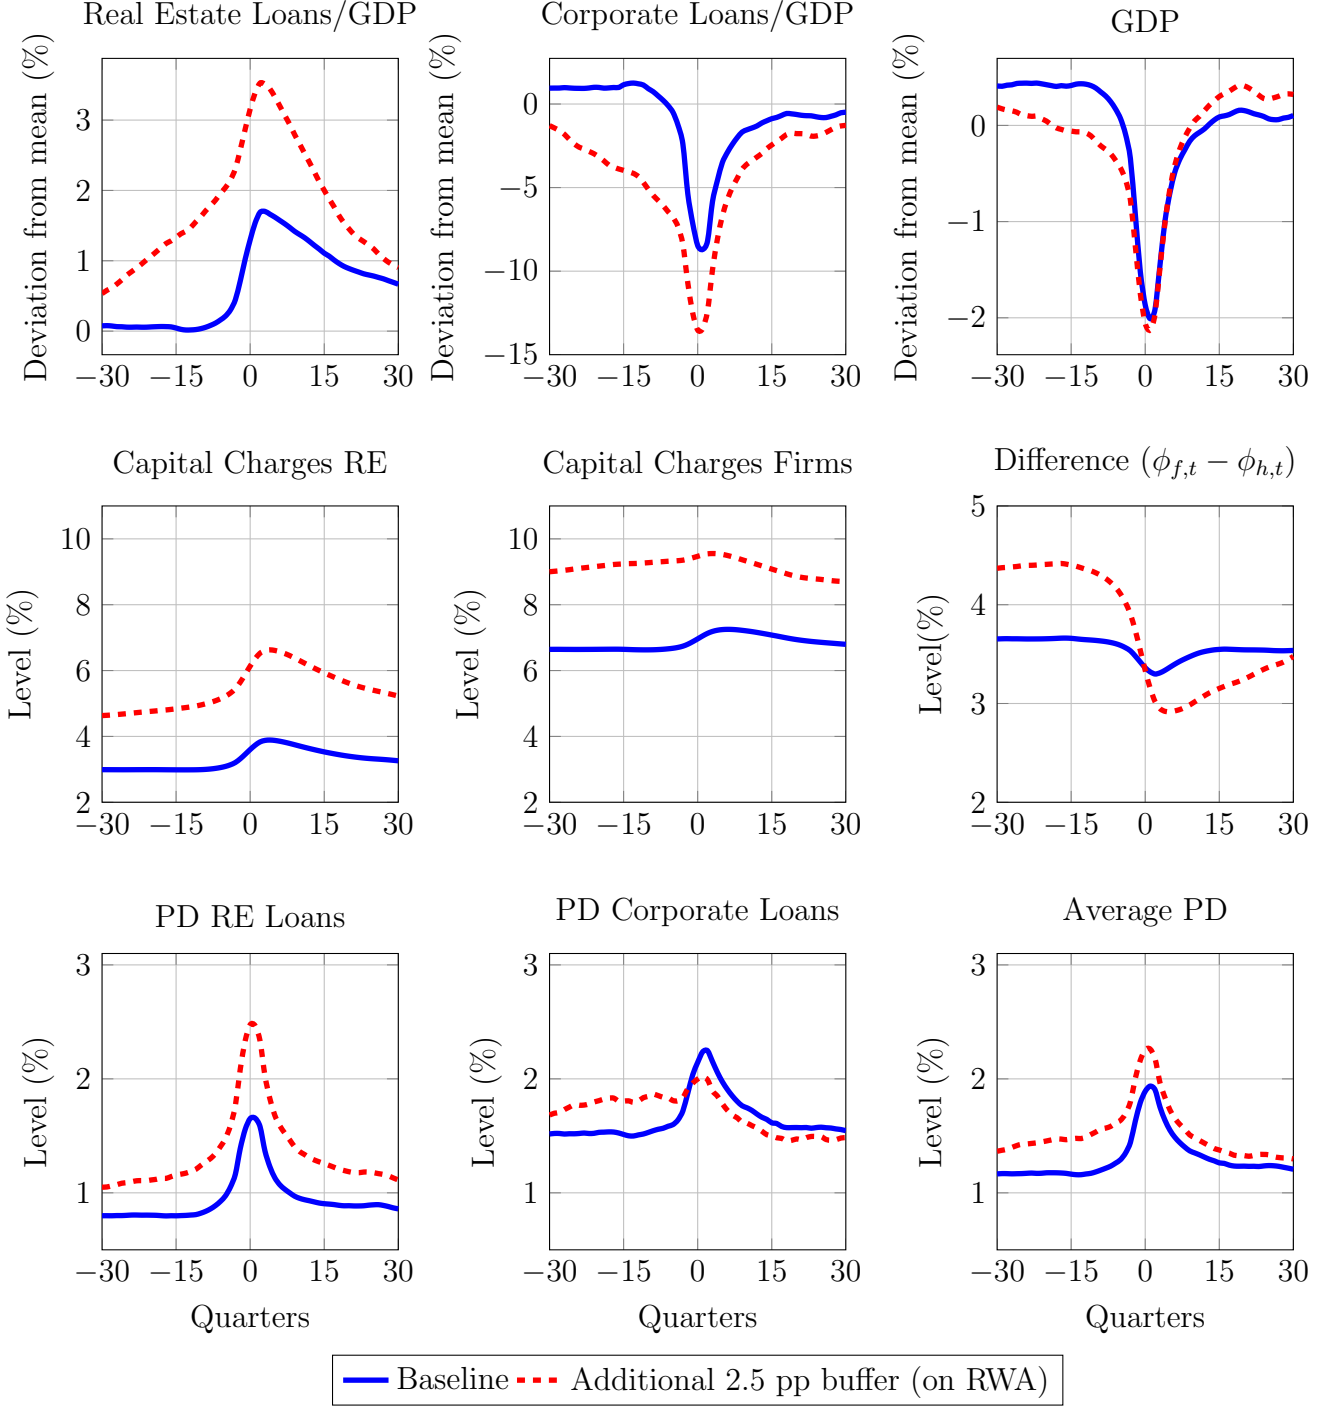 Real Estate Loans/GDP
Deviation from mean (%)
3
2
1
0
−30 −15 0 15 30
Corporate Loans/GDP
Deviation from mean (%)
0
−5
−10
−15
−30 −15 0 15 30
GDP
Deviation from mean (%)
0
−1
−2
−30 −15 0 15 30
Capital Charges RE
Level (%)
10
8
6
4
2
−30 −15 0 15 30
Capital Charges Firms
Level (%)
10
8
6
4
2
−30 −15 0 15 30
Difference (ϕf,t − ϕh,t)
Level(%)
5
4
3
2
−30 −15 0 15 30
PD RE Loans
Level (%)
3
2
1
−30 −15 0 15 30
Quarters
PD Corporate Loans
Level (%)
3
2
1
−30 −15 0 15 30
Quarters
Average PD
Level (%)
3
2
1
−30 −15 0 15 30
Quarters
Baseline Additional 2.5 pp buffer (on RWA)